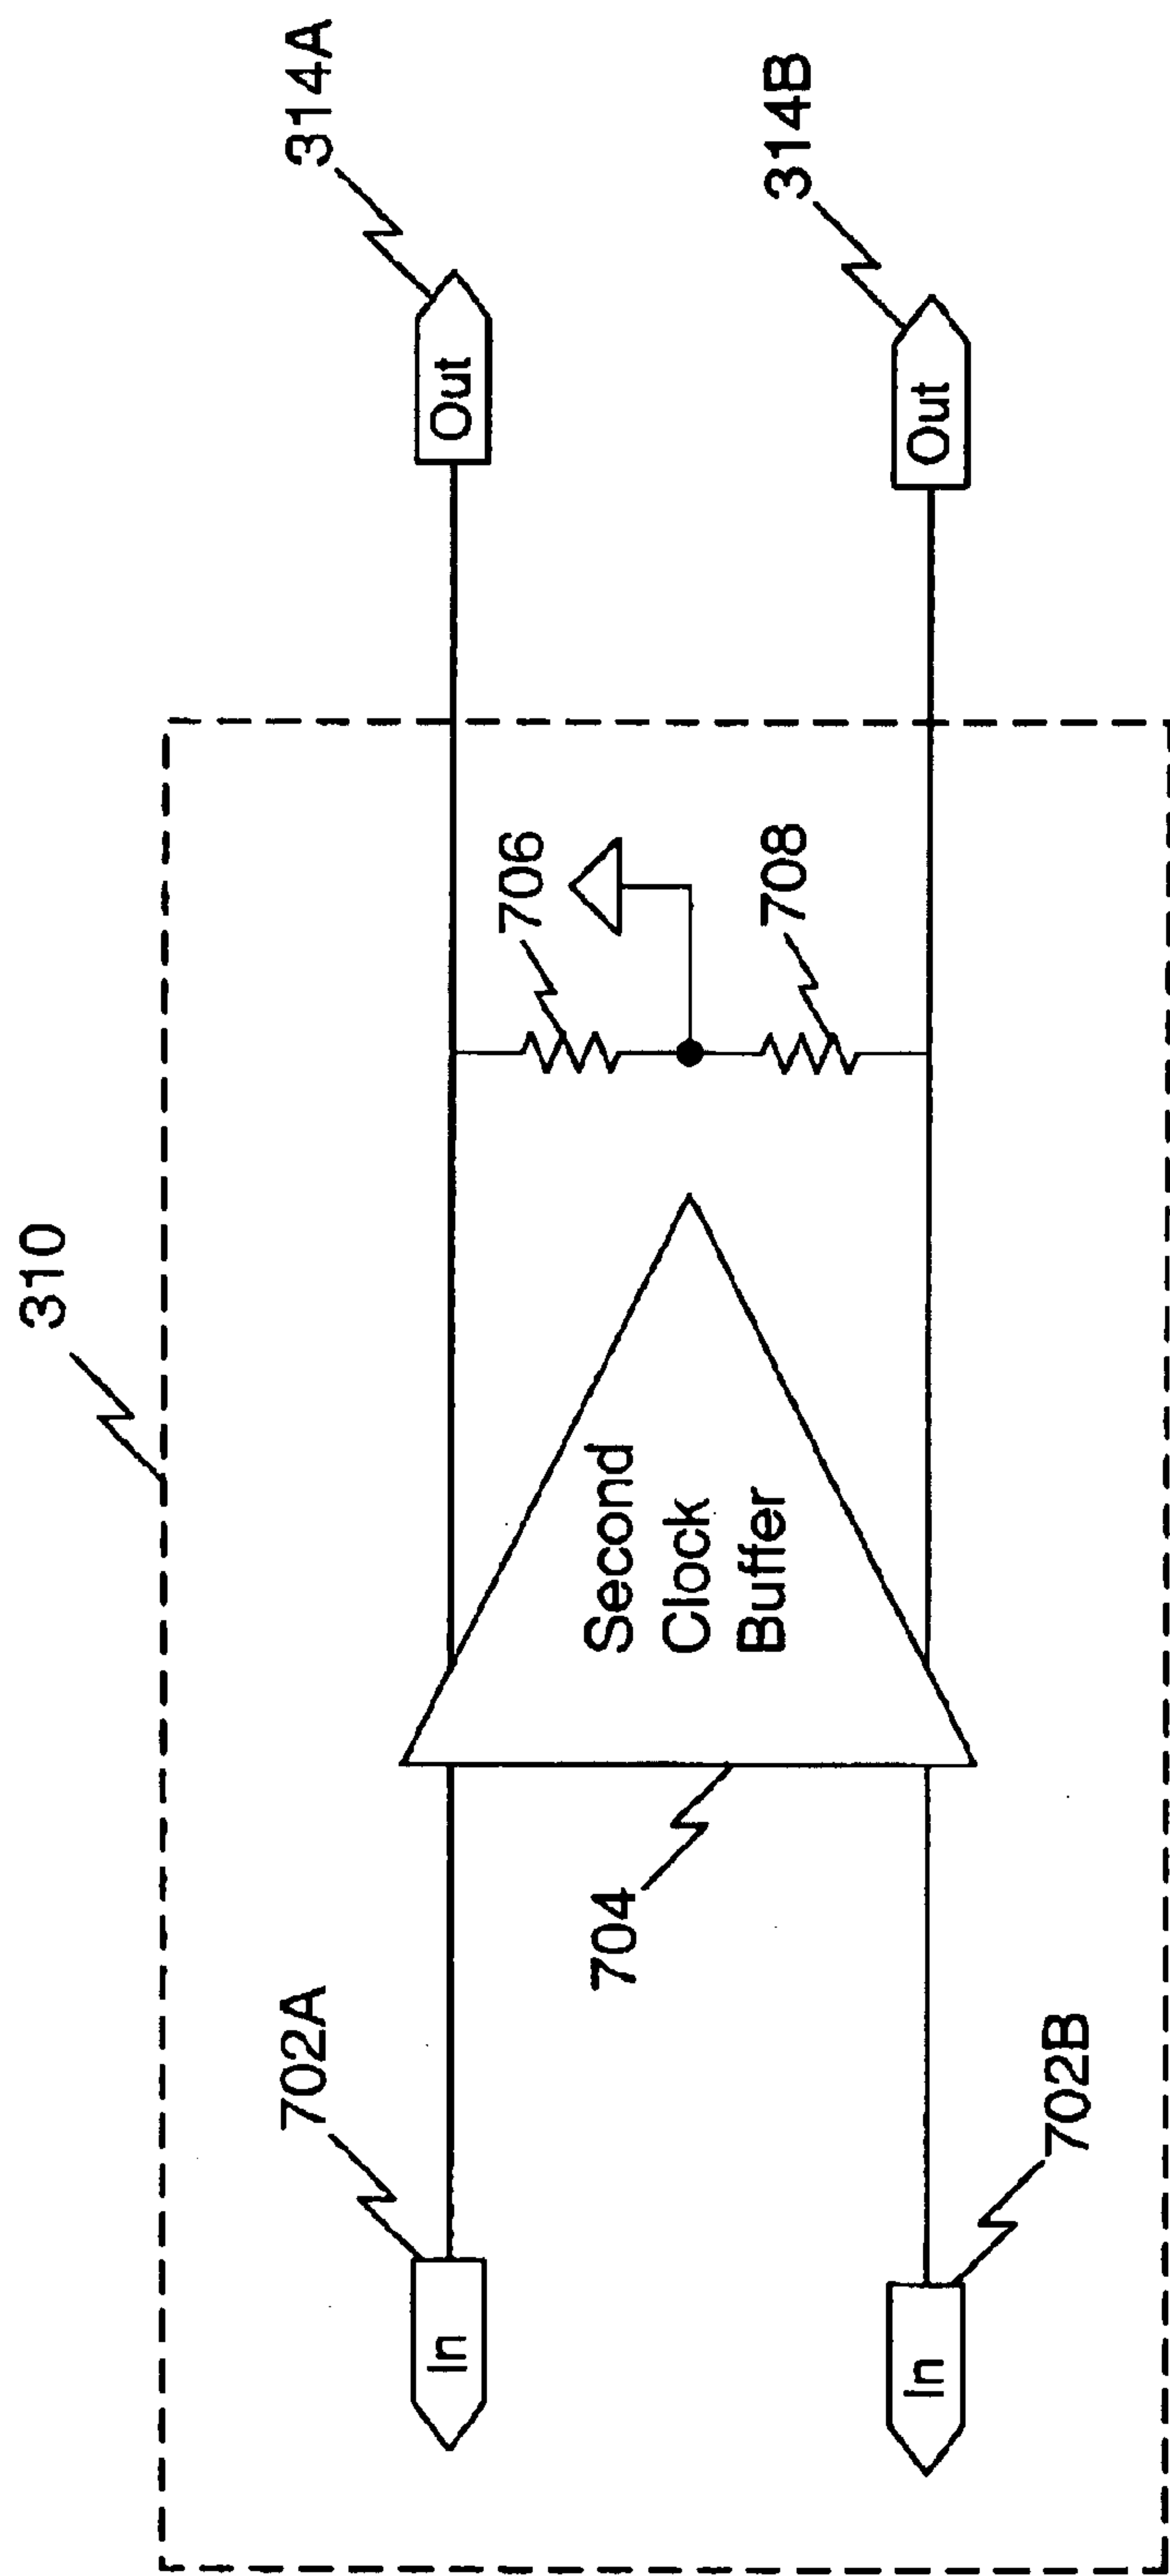 310
702A
In
702B
In
704
Second
Clock
Buffer
706
708
314A
Out
314B
Out